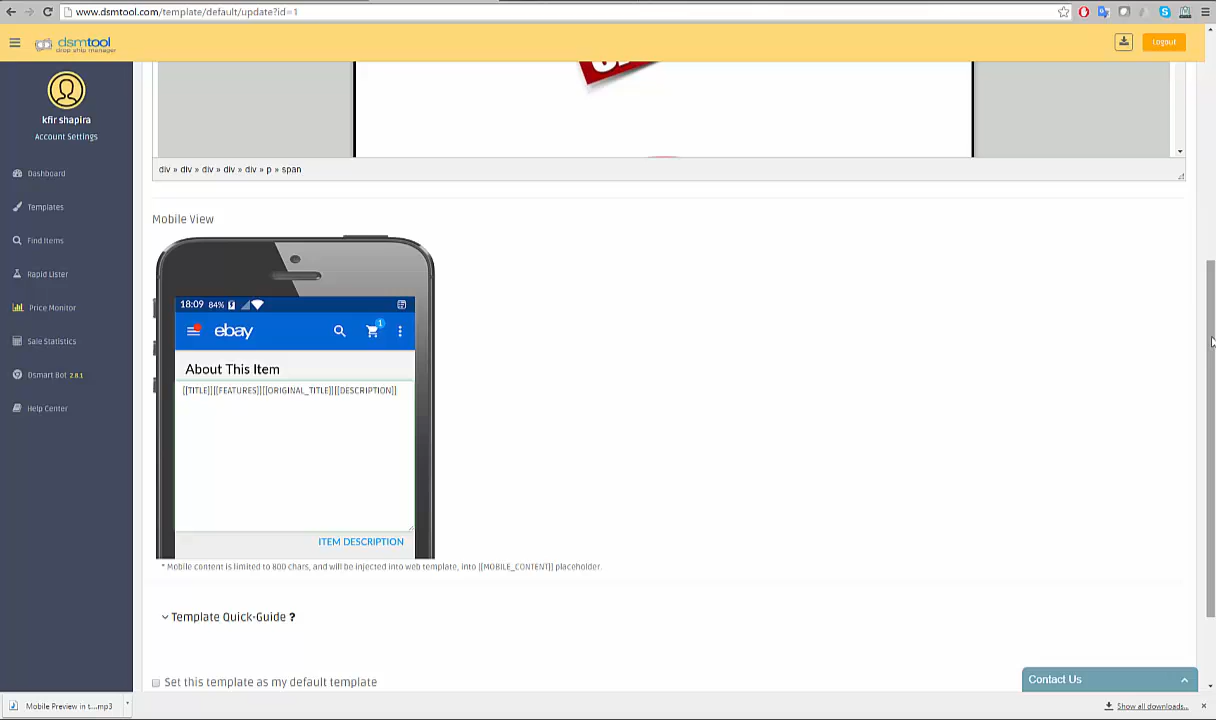 www.dsmtool.com/template/default/update?id=1
dsmtool
drop ship manager
Logout
kfir shapira
Account Settings
Dashboard
Templates
Find Items
Rapid Lister
Price Monitor
Sale Statistics
Dsmart Bot 2.8.1
Help Center
div » div » div » div » div » p » span
Mobile View
18:09 84%
ebay
1
About This Item
[[TITLE]][[FEATURES]][[ORIGINAL_TITLE]][[DESCRIPTION]]
ITEM DESCRIPTION
* Mobile content is limited to 800 chars, and will be injected into web template, into [[MOBILE_CONTENT]] placeholder.
Template Quick-Guide ?
Set this template as my default template
Contact Us
Mobile Preview in t....mp3
Show all downloads...